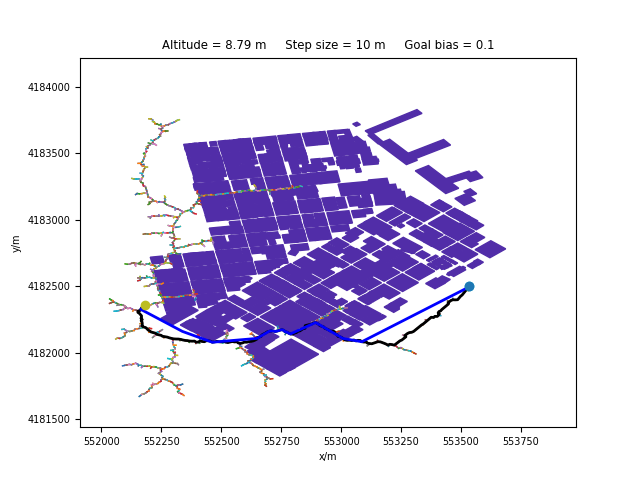 Altitude = 8.79 m Step size = 10 m Goal bias = 0.1
4184000
4183500
4183000
4182500
4182000
4181500
y/m
552000 552250 552500 552750 553000 553250 553500 553750
x/m